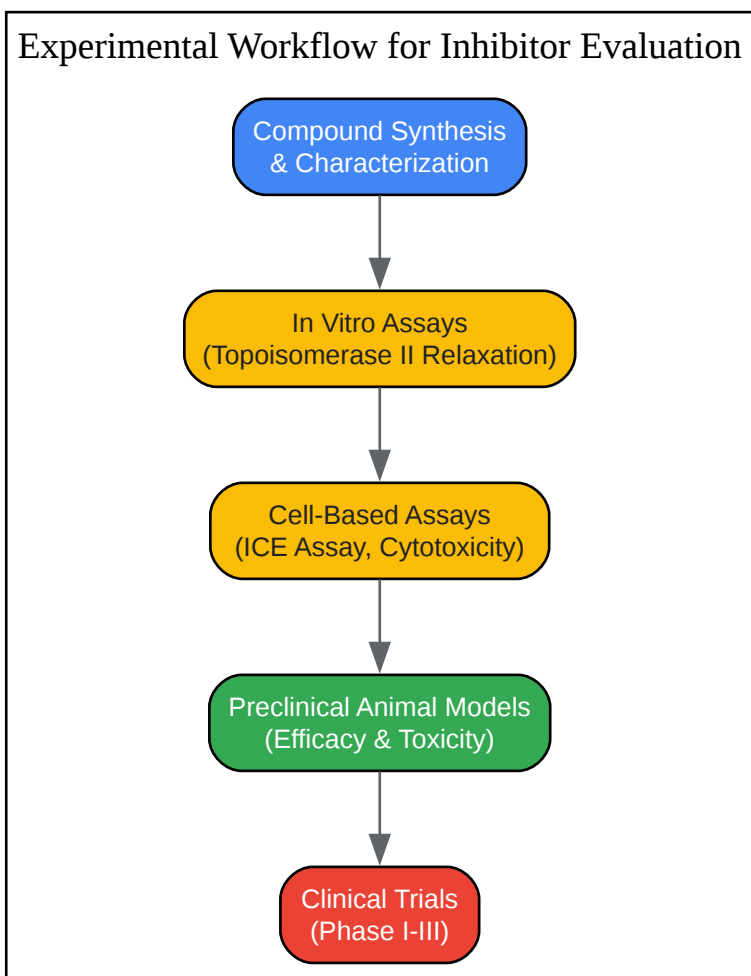 Experimental Workflow for Inhibitor Evaluation
Compound Synthesis
& Characterization
In Vitro Assays
(Topoisomerase II Relaxation)
Cell-Based Assays
(ICE Assay, Cytotoxicity)
Preclinical Animal Models
(Efficacy & Toxicity)
Clinical Trials
(Phase I-III)